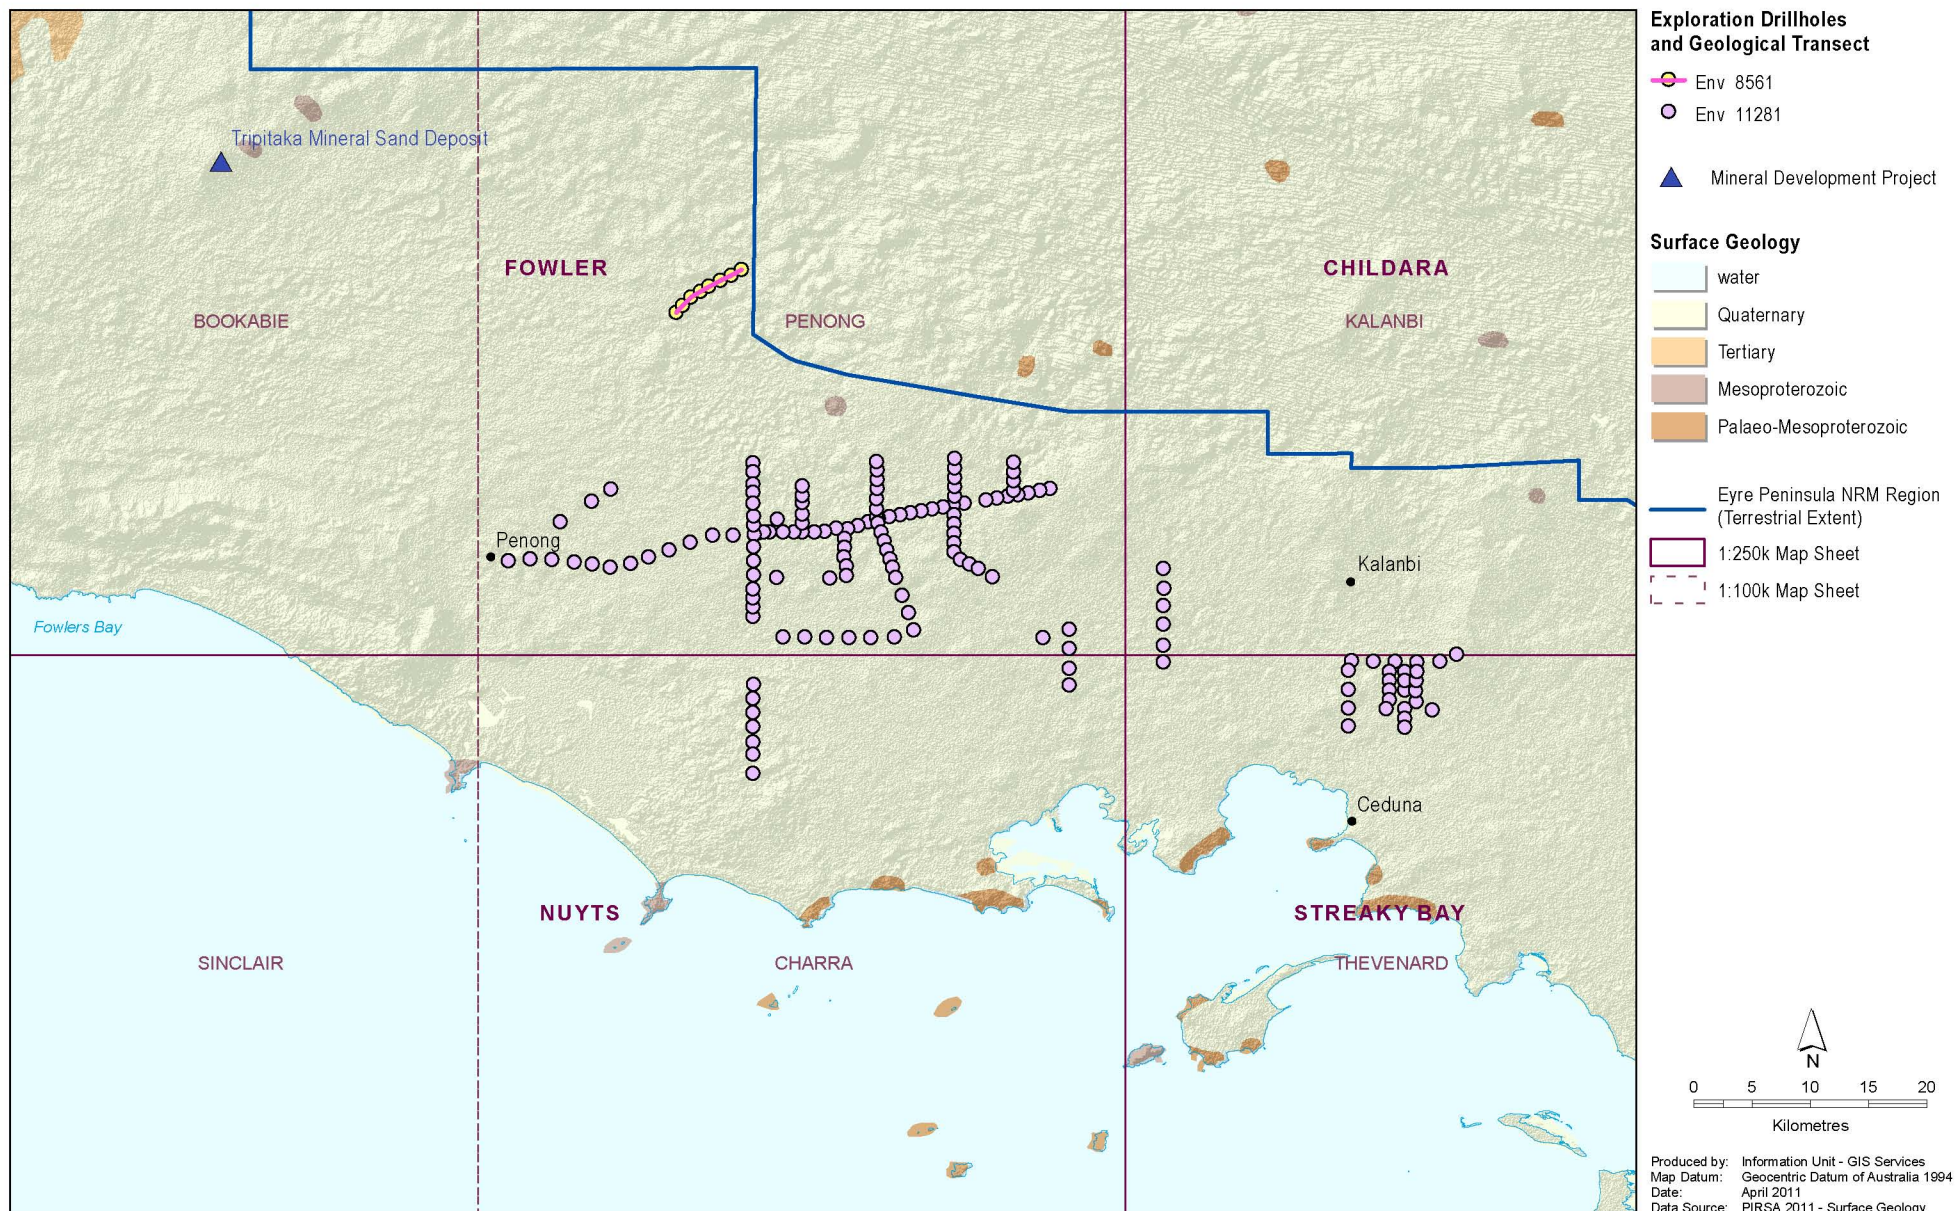 Tripitaka Mineral Sand Deposit
FOWLER
CHILDARA
BOOKABIE
PENONG
KALANBI
Penong
Kalanbi
Fowlers Bay
Ceduna
NUYTS
STREAKY BAY
SINCLAIR
CHARRA
THEVENARD
Exploration Drillholes
and Geological Transect
Env 8561
Env 11281
Mineral Development Project
Surface Geology
water
Quaternary
Tertiary
Mesoproterozoic
Palaeo-Mesoproterozoic
Eyre Peninsula NRM Region
(Terrestrial Extent)
1:250k Map Sheet
1:100k Map Sheet
N
0 5 10 15 20
Kilometres
Produced by: Information Unit - GIS Services
Map Datum: Geocentric Datum of Australia 1994
Date: April 2011
Data Source: PIRSA 2011 - Surface Geology